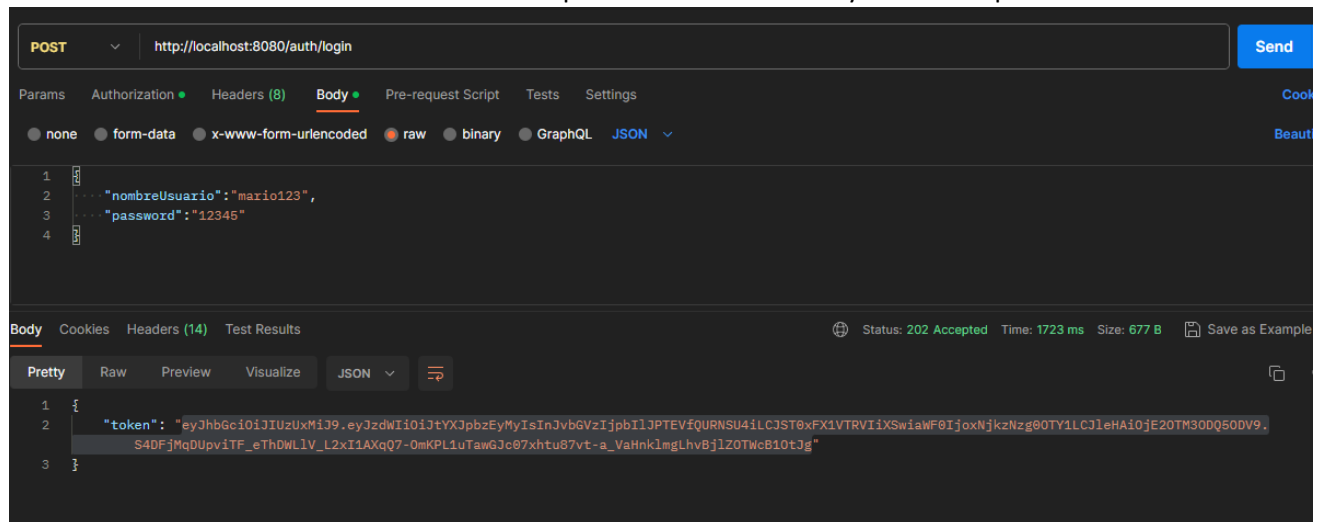 POST http://localhost:8080/auth/login Send
Params Authorization Headers (8) Body Pre-request Script Tests Settings
none form-data x-www-form-urlencoded raw binary GraphQL JSON
1 {
2 "nombreUsuario":"mario123",
3 "password":"12345"
4 }
Body Cookies Headers (14) Test Results Status: 202 Accepted Time: 1723 ms Size: 677 B Save as Example
Pretty Raw Preview Visualize JSON
1 {
2 "token": "eyJhbGciOiJIUzUxMiJ9.eyJzdWIiOiJtYXJpbzEyMyIsInJvbGVzIjpbIlJPTEVfQURNSU4iLCJST0xFX1VTRVIiXSwiaWF0IjoxNjkzNzg0OTY1LCJleHAiOjE2OTM3ODQ5ODV9.
S4DFjMqDUpviTF_eThDWLlV_L2xI1AXqQ7-OmKPL1uTawGJc07xhtu87vt-a_VaHnklmgLhvBjlZOTWcB1OtJg"
3 }